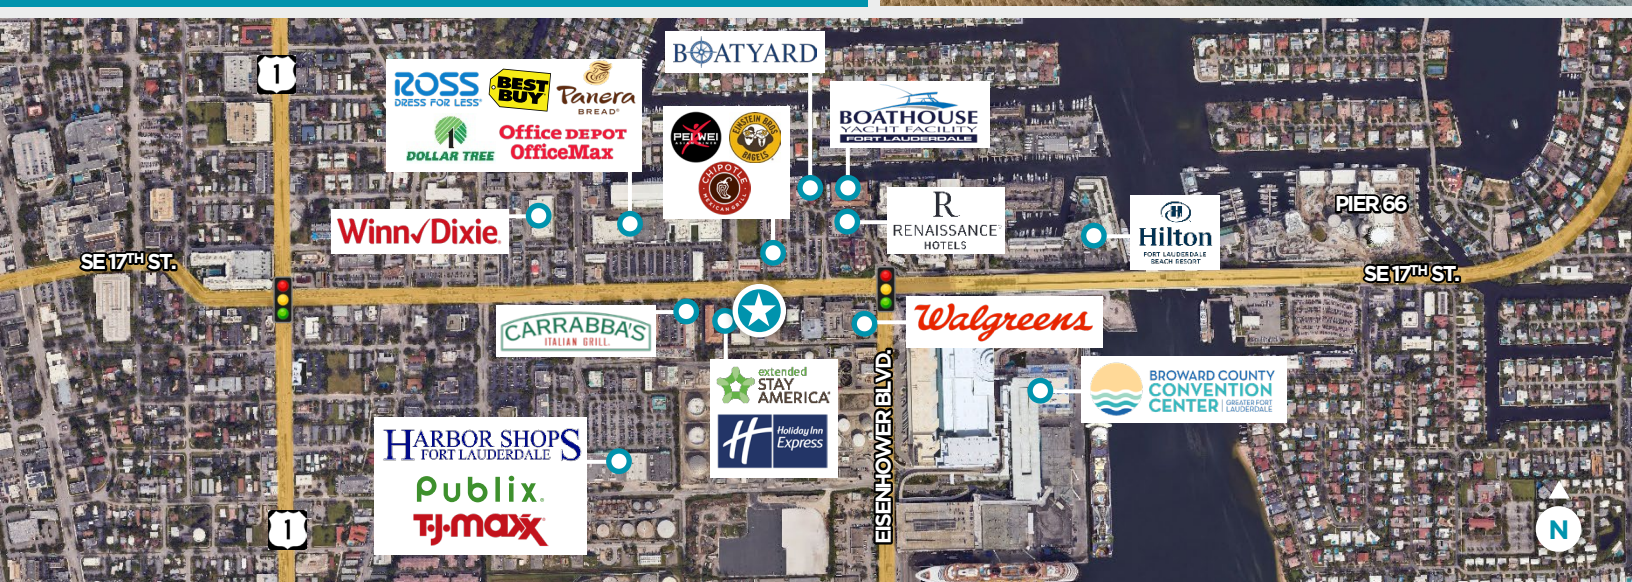 1
BOATYARD
ROSS
DRESS FOR LESS
BEST
BUY
Panera
BREAD®
DOLLAR TREE
Office DEPOT
OfficeMax
PEI WEI
ASIAN DINER
EINSTEIN BROS
BAGELS
CHIPOTLE
MEXICAN GRILL
BOATHOUSE
YACHT FACILITY
FORT LAUDERDALE
Winn✓Dixie
R
RENAISSANCE®
HOTELS
H
Hilton
FORT LAUDERDALE
BEACH RESORT
PIER 66
SE 17TH ST.
SE 17TH ST.
CARRABBA'S
ITALIAN GRILL
Walgreens
EISENHOVER BLVD.
extended
STAY
AMERICA®
H
Holiday Inn
Express
BROWARD COUNTY
CONVENTION
CENTER | GREATER FORT
LAUDERDALE
HARBOR SHOPS
FORT LAUDERDALE
Publix
T·J·maxx
1
N